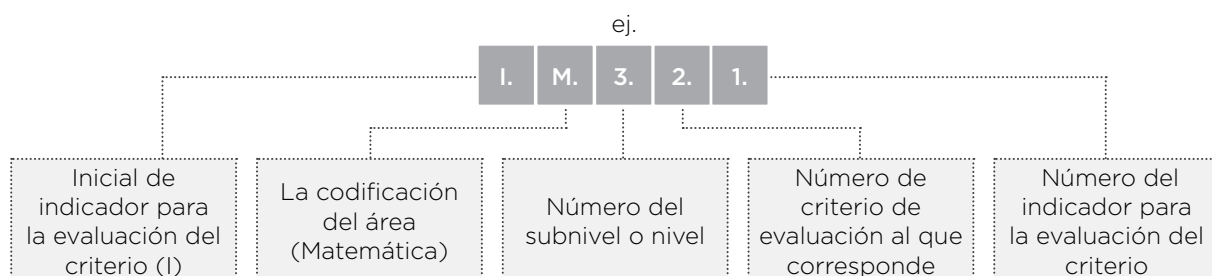 ej.
I. M. 3. 2. 1.
Inicial de
indicador para
la evaluación del
criterio (I)
La codificación
del área
(Matemática)
Número del
subnivel o nivel
Número de
criterio de
evaluación al que
corresponde
Número del
indicador para
la evaluación del
criterio